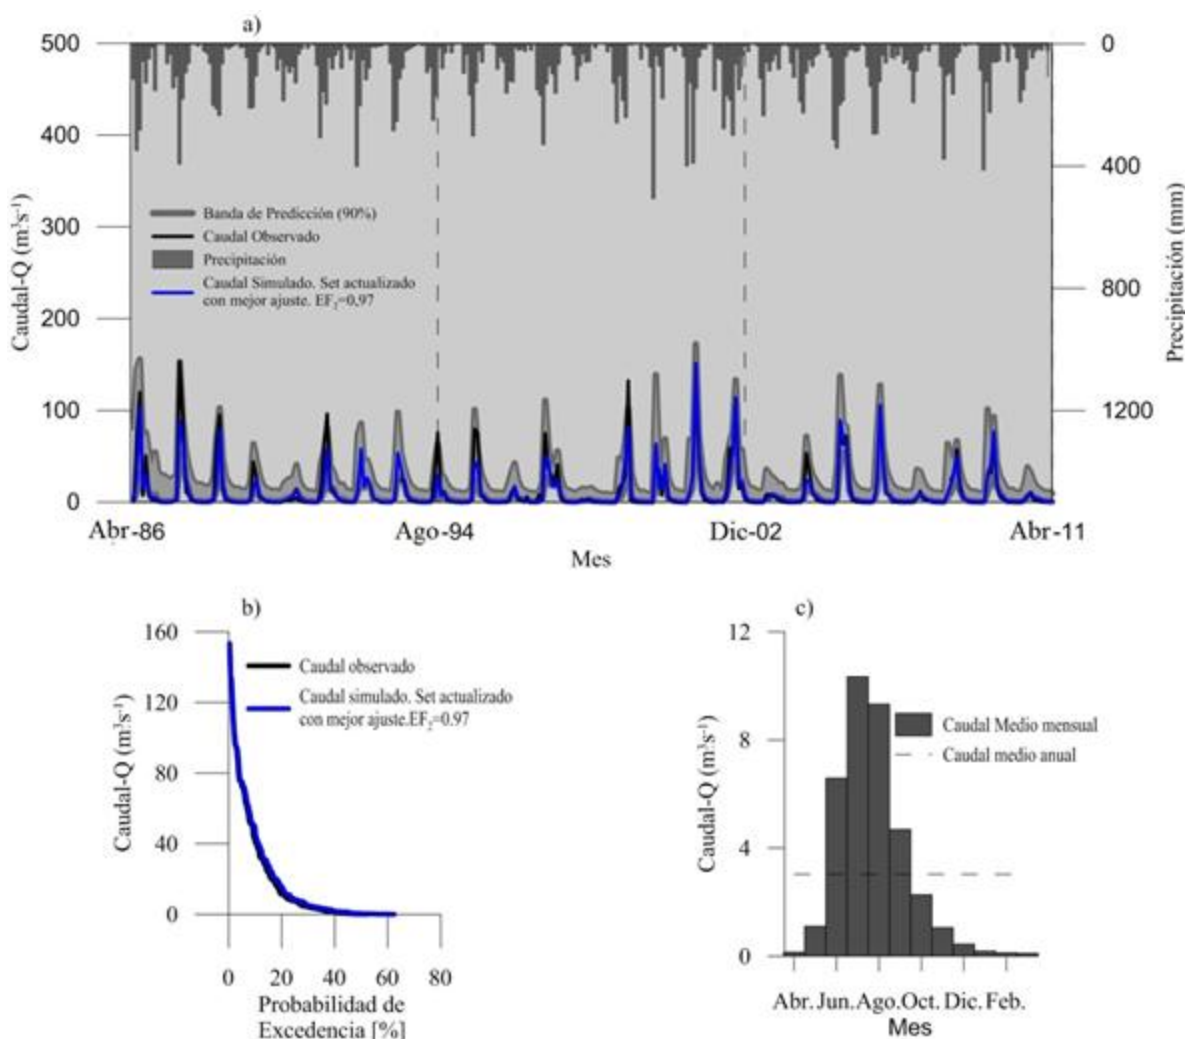 a)
500
400
300
200
100
0
Caudal-Q (m³s⁻¹)
0
400
800
1200
Precipitación (mm)
Banda de Predicción (90%)
Caudal Observado
Precipitación
Caudal Simulado. Set actualizado
con mejor ajuste. EF₂=0,97
Abr-86
Ago-94
Dic-02
Abr-11
Mes
b)
160
120
80
40
0
Caudal-Q (m³s⁻¹)
Caudal observado
Caudal simulado. Set actualizado
con mejor ajuste.EF₂=0.97
0
20
40
60
80
Probabilidad de
Excedencia [%]
c)
12
8
4
0
Caudal-Q (m³s⁻¹)
Caudal Medio mensual
Caudal medio anual
Abr. Jun. Ago. Oct. Dic. Feb.
Mes